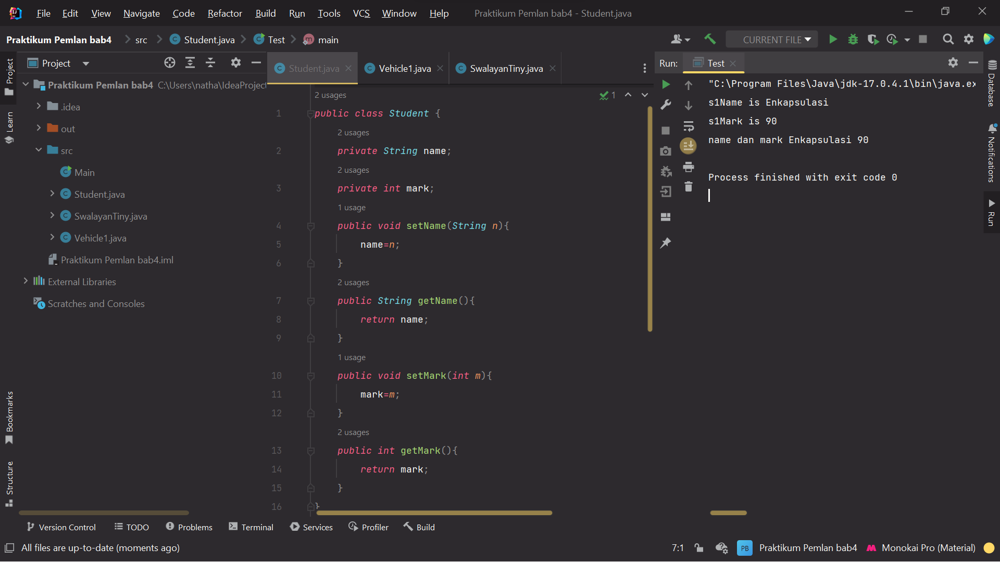 File Edit View Navigate Code Refactor Build Run Tools VCS Window Help Praktikum Pemlan bab4 - Student.java
Praktikum Pemlan bab4 src Student.java Test main CURRENT FILE
Project
Praktikum Pemlan bab4 C:\Users\natha\IdeaProject
.idea
out
src
Main
Student.java
SwalayanTiny.java
Vehicle1.java
Praktikum Pemlan bab4.iml
External Libraries
Scratches and Consoles
Project
Learn
Bookmarks
Structure
Student.java Vehicle1.java SwalayanTiny.java
2 usages 1
1 public class Student {
2 usages
2 private String name;
2 usages
3 private int mark;
1 usage
4 public void setName(String n){
5 name=n;
6 }
2 usages
7 public String getName(){
8 return name;
9 }
1 usage
10 public void setMark(int m){
11 mark=m;
12 }
2 usages
13 public int getMark(){
14 return mark;
15 }
16 }
Run: Test
"C:\Program Files\Java\jdk-17.0.4.1\bin\java.ex
s1Name is Enkapsulasi
s1Mark is 90
name dan mark Enkapsulasi 90
Process finished with exit code 0
Database
Notifications
Run
Version Control TODO Problems Terminal Services Profiler Build
All files are up-to-date (moments ago) 7:1 PB Praktikum Pemlan bab4 Monokai Pro (Material)